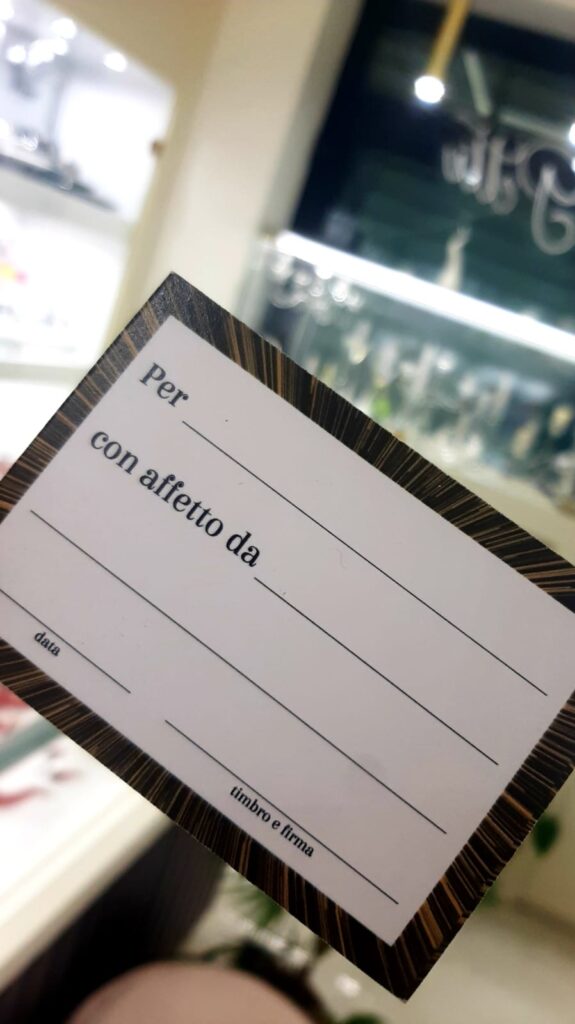 Per
con affetto da
data
timbro e firma